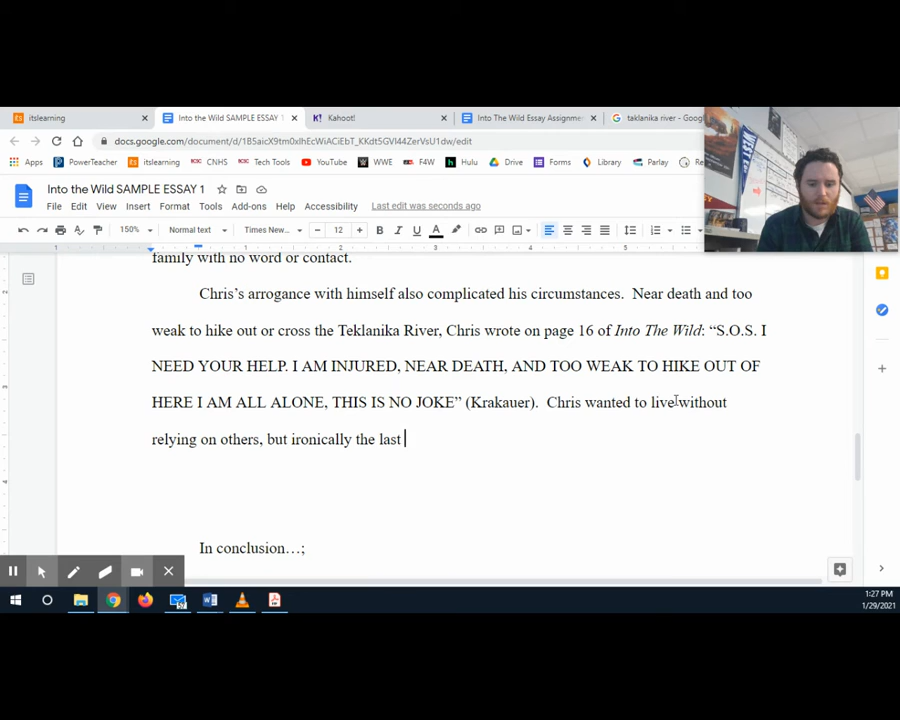 itslearning
Into the Wild SAMPLE ESSAY 1
Kahoot!
Into The Wild Essay Assignmen
taklanika river - Goog
docs.google.com/document/d/1B5aicX9tm0xlhEcWiACiEbT_KKdt5GVl44ZerVsU1dw/edit
Apps
PowerTeacher
itslearning
CNHS
Tech Tools
YouTube
WWE
F4W
Hulu
Drive
Forms
Library
Parlay
Re
Into the Wild SAMPLE ESSAY 1
File Edit View Insert Format Tools Add-ons Help Accessibility Last edit was seconds ago
150% Normal text Times New... 12 B I U A
family with no word or contact.
Chris’s arrogance with himself also complicated his circumstances. Near death and too
weak to hike out or cross the Teklanika River, Chris wrote on page 16 of Into The Wild: “S.O.S. I
NEED YOUR HELP. I AM INJURED, NEAR DEATH, AND TOO WEAK TO HIKE OUT OF
HERE I AM ALL ALONE, THIS IS NO JOKE” (Krakauer). Chris wanted to live without
relying on others, but ironically the last
In conclusion…;
1:27 PM
1/29/2021